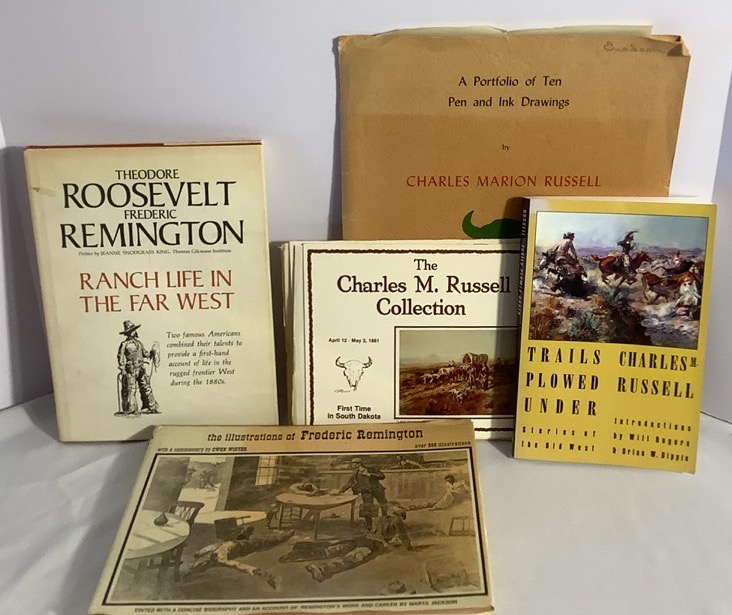 A Portfolio of Ten
Pen and Ink Drawings
by
CHARLES MARION RUSSELL
THEODORE
ROOSEVELT
FREDERIC
REMINGTON
Preface by JEANNE SNODGRASS KING, Thomas Gilcrease Institute
RANCH LIFE IN
THE FAR WEST
Two famous Americans
combined their talents to
provide a first-hand
account of life in the
rugged frontier West
during the 1880s.
The
Charles M. Russell
Collection
April 12 - May 3, 1981
First Time
in South Dakota
TRAILS
PLOWED
UNDER
Stories of
the Old West
CHARLES M.
RUSSELL
Introductions
by Will Rogers
& Brian W. Dippie
the illustrations of Frederic Remington
with a commentary by OWEN WISTER
over 200 illustrations
EDITED WITH A CONCISE BIOGRAPHY AND AN ACCOUNT OF REMINGTON'S WORK AND CAREER BY MARTA JACKSON